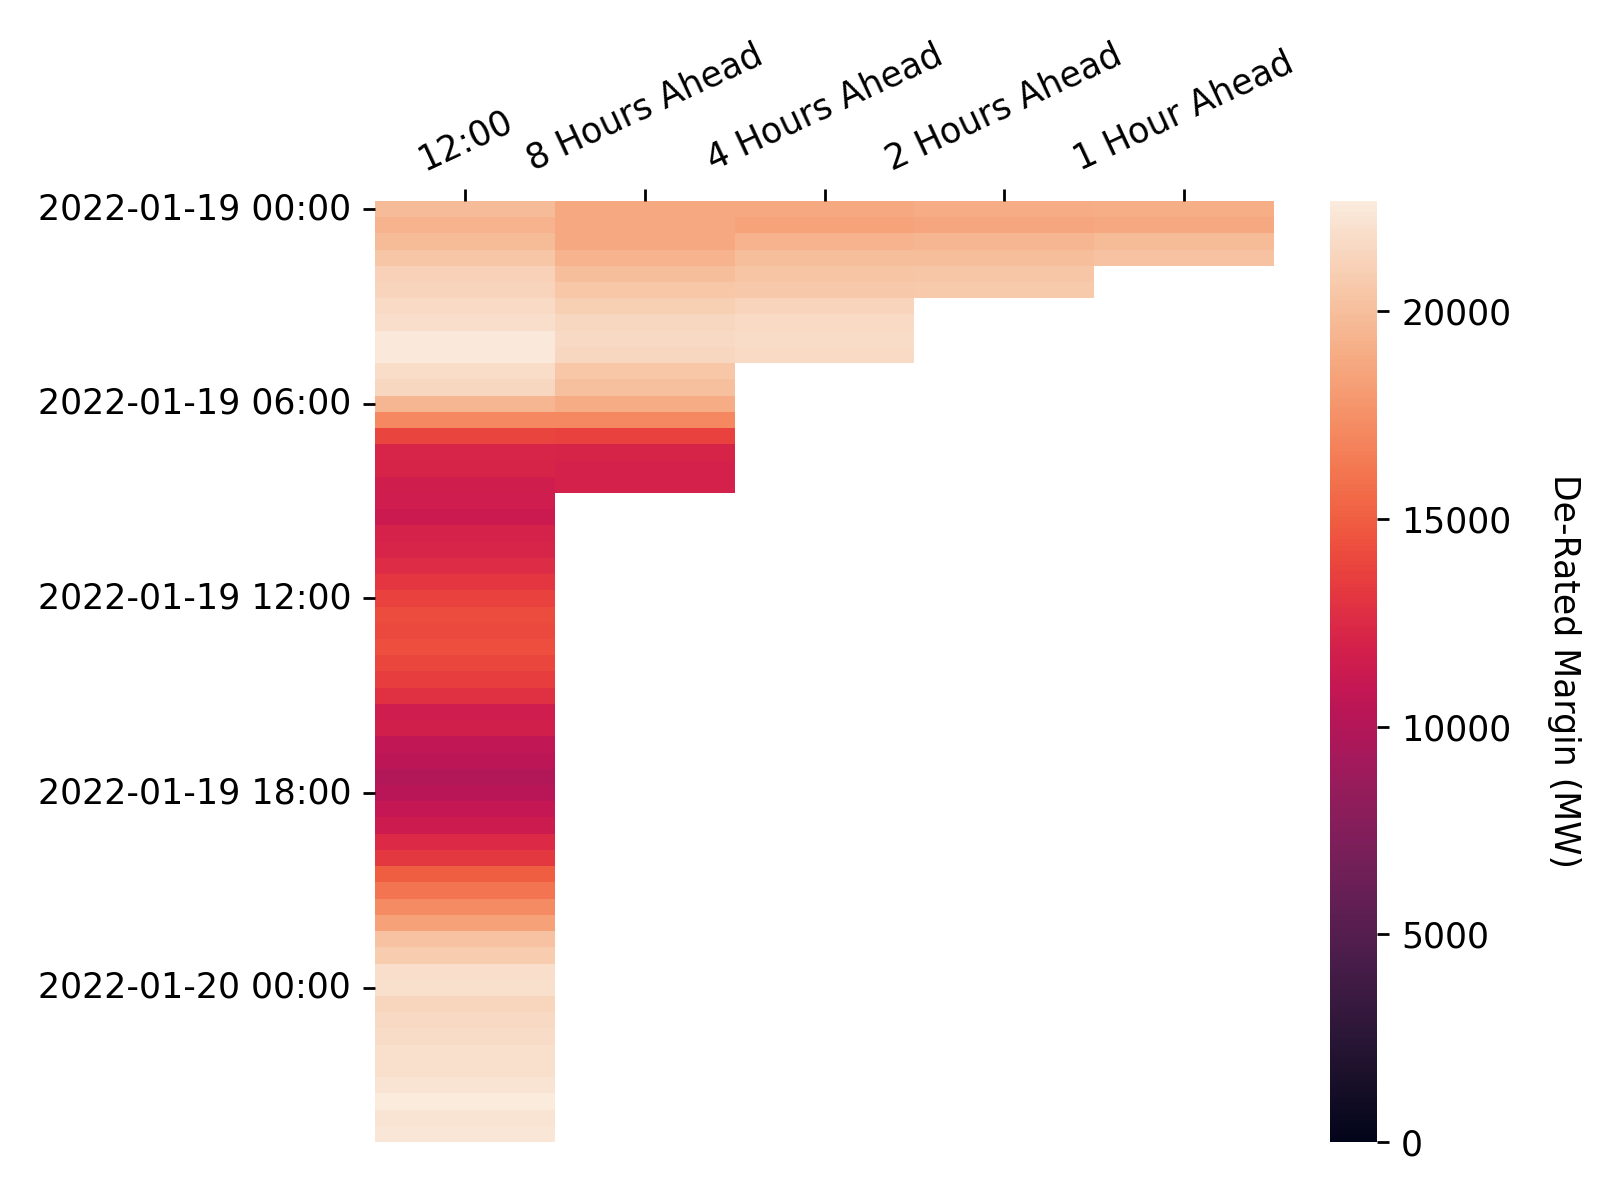 12:00
8 Hours Ahead
4 Hours Ahead
2 Hours Ahead
1 Hour Ahead
2022-01-19 00:00
2022-01-19 06:00
2022-01-19 12:00
2022-01-19 18:00
2022-01-20 00:00
20000
15000
10000
5000
0
De-Rated Margin (MW)